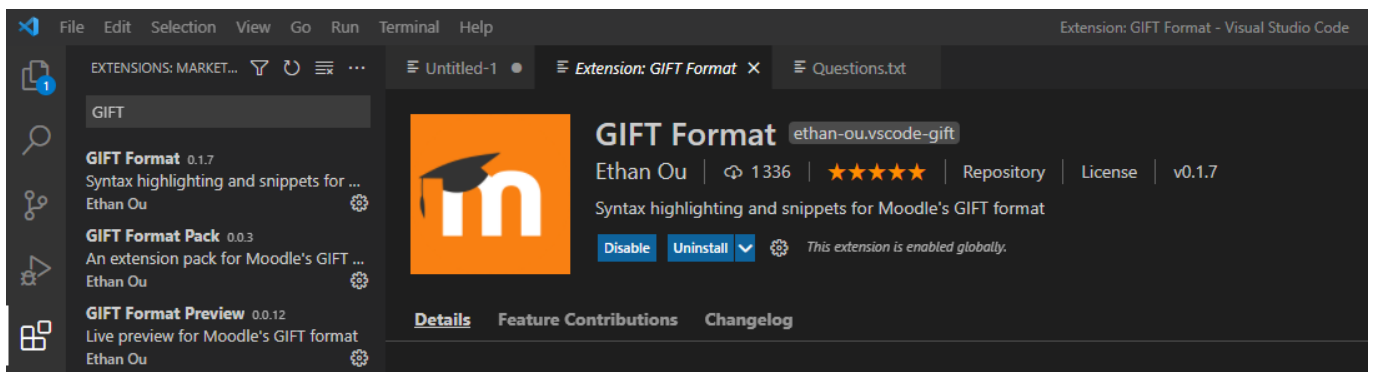 File Edit Selection View Go Run Terminal Help
Extension: GIFT Format - Visual Studio Code
EXTENSIONS: MARKET...
Untitled-1
Extension: GIFT Format
Questions.txt
1
GIFT
GIFT Format 0.1.7
Syntax highlighting and snippets for ...
Ethan Ou
GIFT Format Pack 0.0.3
An extension pack for Moodle's GIFT ...
Ethan Ou
GIFT Format Preview 0.0.12
Live preview for Moodle's GIFT format
Ethan Ou
m
GIFT Format ethan-ou.vscode-gift
Ethan Ou 1336 Repository License v0.1.7
Syntax highlighting and snippets for Moodle's GIFT format
Disable Uninstall This extension is enabled globally.
Details Feature Contributions Changelog